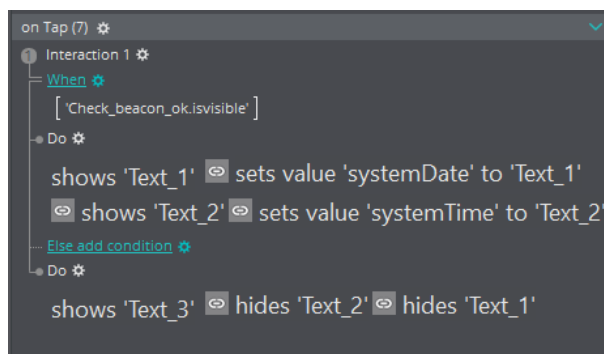 on Tap (7)
1 Interaction 1
When
[ 'Check_beacon_ok.isvisible' ]
Do
shows 'Text_1' sets value 'systemDate' to 'Text_1'
shows 'Text_2' sets value 'systemTime' to 'Text_2'
Else add condition
Do
shows 'Text_3' hides 'Text_2' hides 'Text_1'